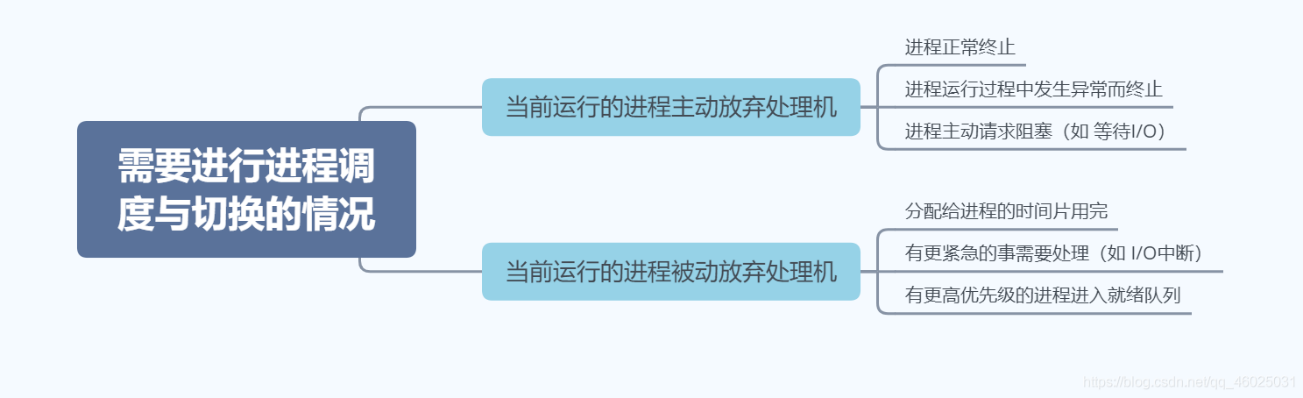 需要进行进程调
度与切换的情况
当前运行的进程主动放弃处理机
进程正常终止
进程运行过程中发生异常而终止
进程主动请求阻塞（如 等待I/O）
当前运行的进程被动放弃处理机
分配给进程的时间片用完
有更紧急的事需要处理（如 I/O中断）
有更高优先级的进程进入就绪队列
https://blog.csdn.net/qq_46025031